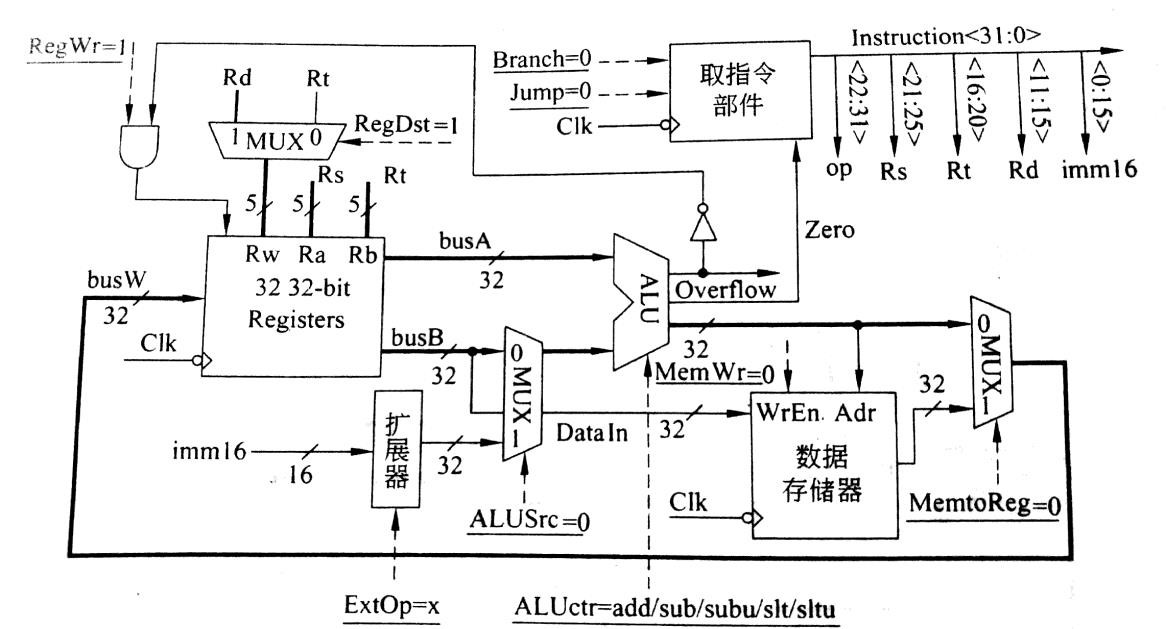 RegWr=1
Rd
Rt
1 MUX 0
RegDst=1
Rs
Rt
5
5
5
Rw
Ra
Rb
32 32-bit
Registers
busW
32
Clk
busA
32
busB
32
imm16
16
扩展器
32
ExtOp=x
0 MUX 1
ALUSrc=0
DataIn
32
ALU
Overflow
Zero
32
ALUctr=add/sub/subu/slt/sltu
MemWr=0
WrEn. Adr
数据
存储器
Clk
32
0 MUX 1
MemtoReg=0
Branch=0
Jump=0
Clk
取指令
部件
Instruction<31:0>
<22:31>
<21:25>
<16:20>
<11:15>
<0:15>
op
Rs
Rt
Rd
imm16